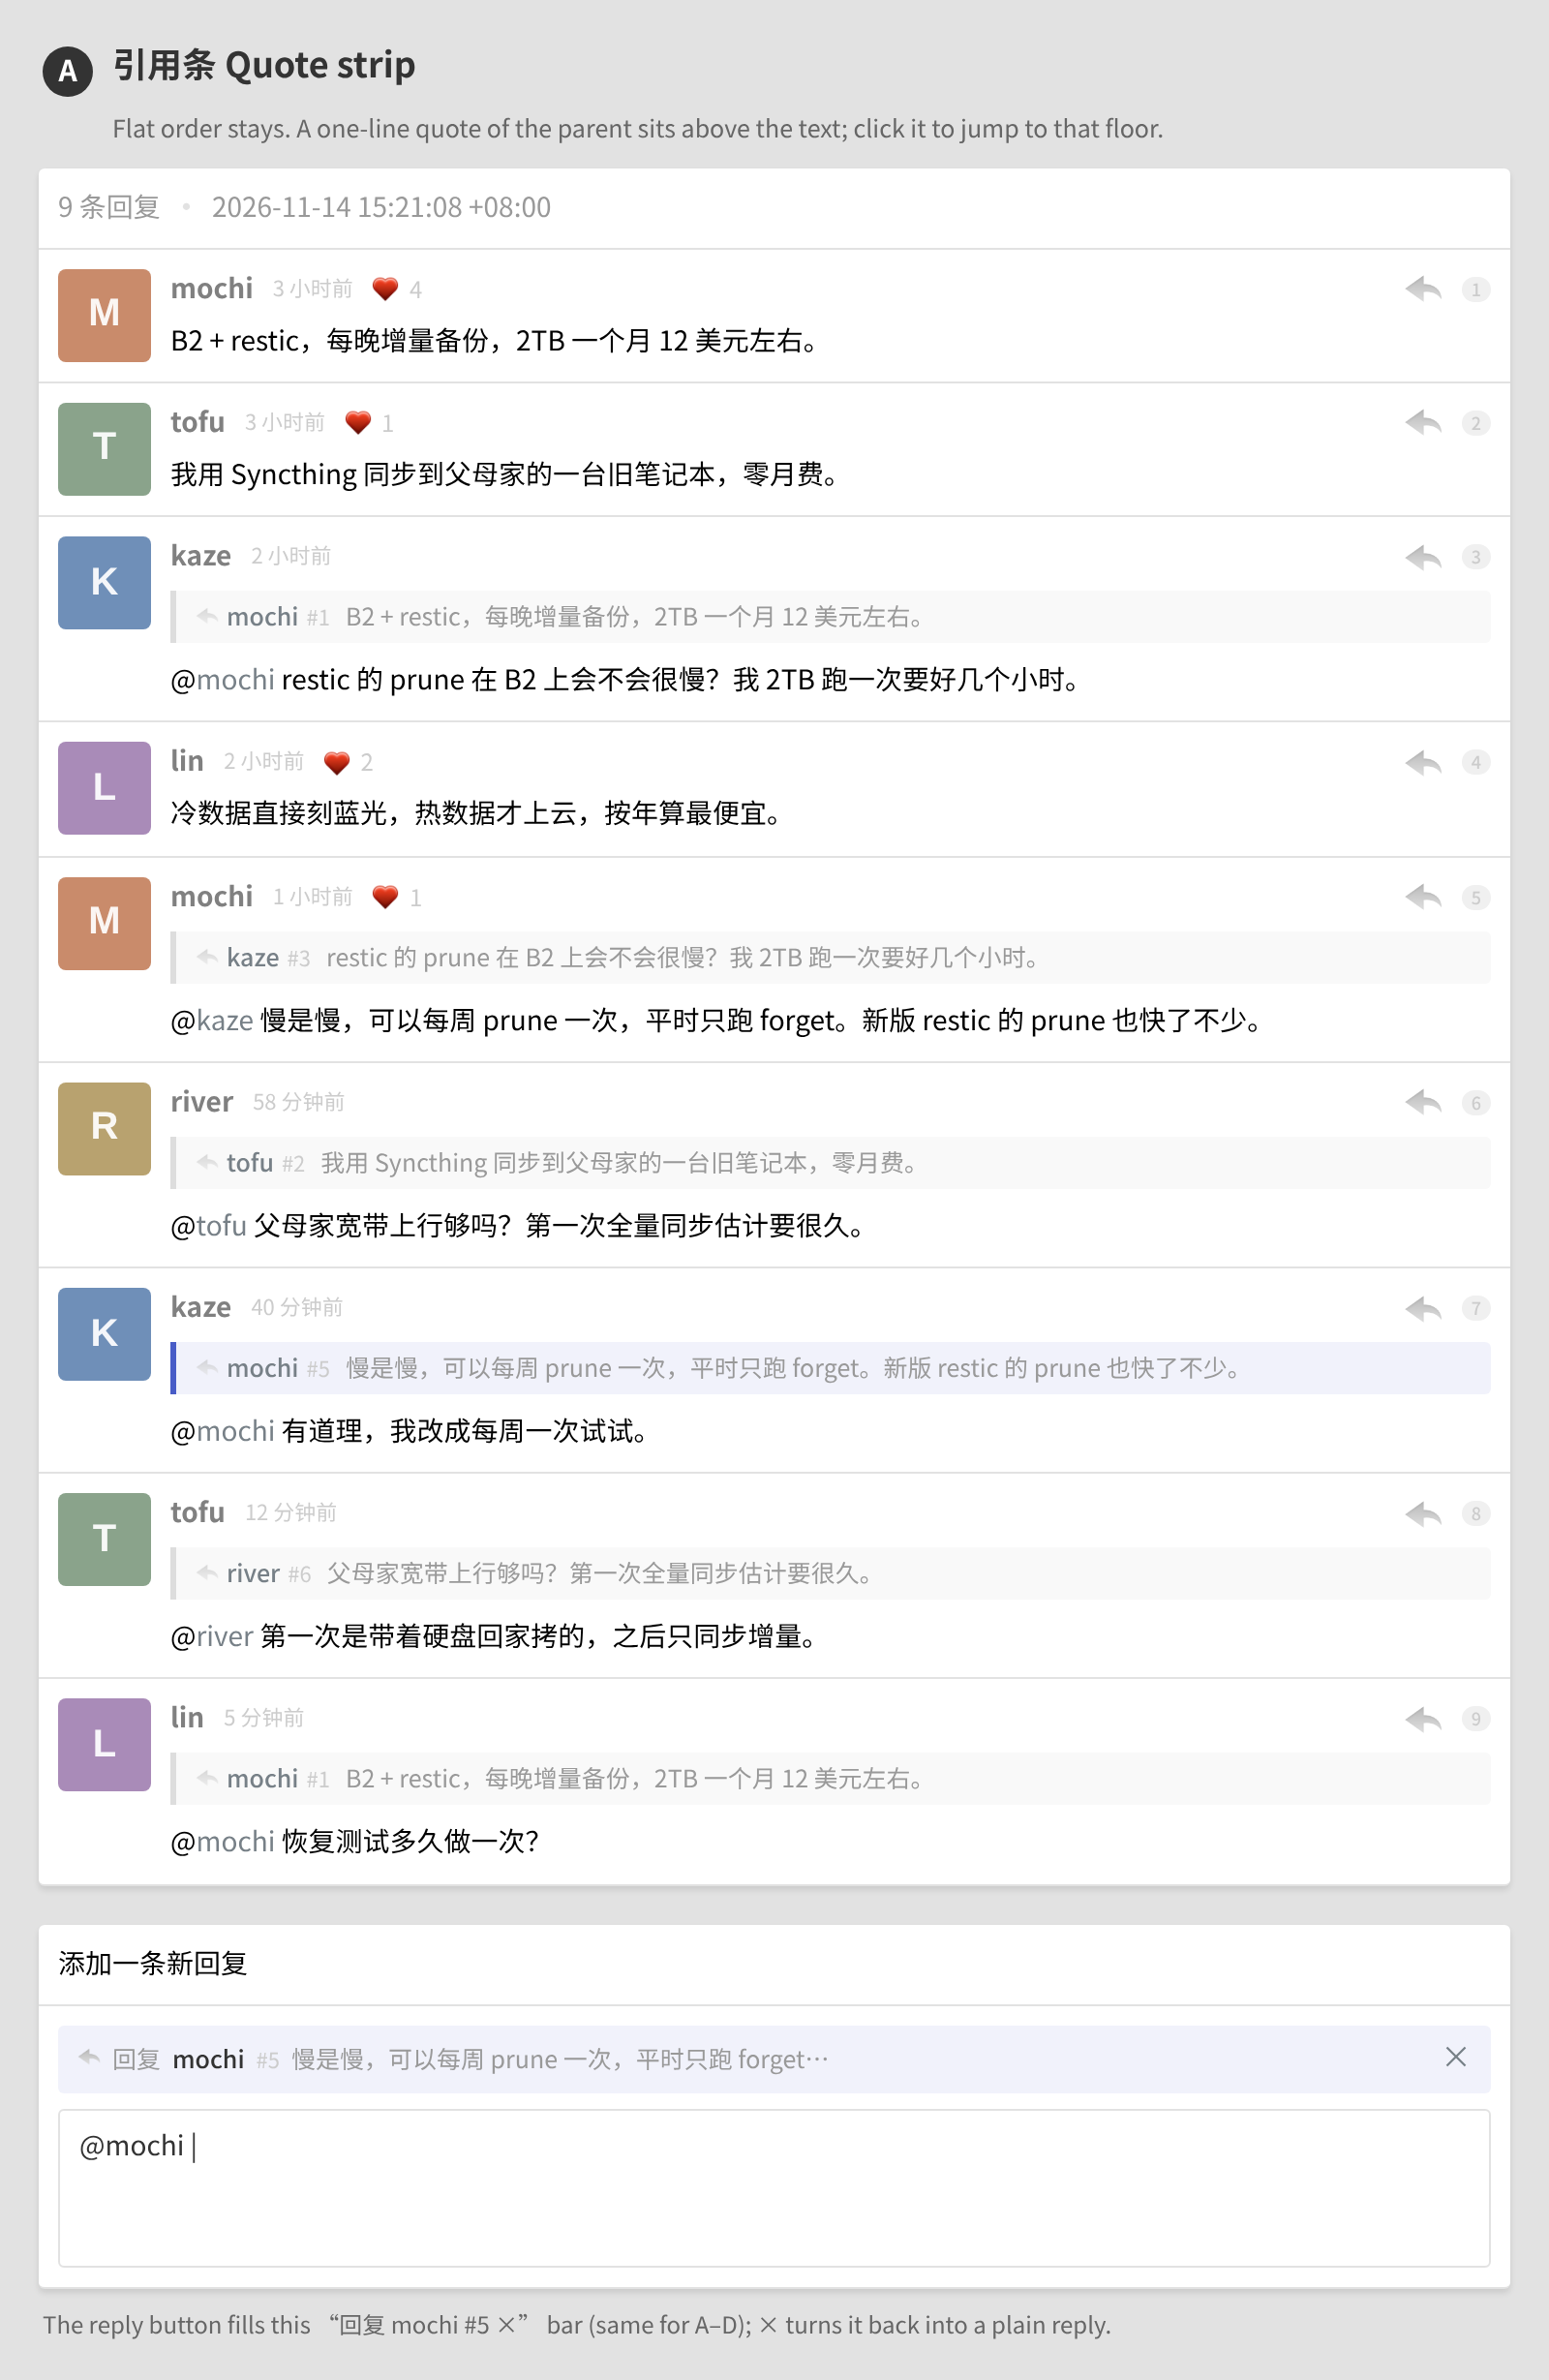 A 引用条 Quote strip
Flat order stays. A one-line quote of the parent sits above the text; click it to jump to that floor.
9 条回复 • 2026-11-14 15:21:08 +08:00
M mochi 3 小时前 ❤️ 4 1
B2 + restic，每晚增量备份，2TB 一个月 12 美元左右。
T tofu 3 小时前 ❤️ 1 2
我用 Syncthing 同步到父母家的一台旧笔记本，零月费。
K kaze 2 小时前 3
mochi #1 B2 + restic，每晚增量备份，2TB 一个月 12 美元左右。
@mochi restic 的 prune 在 B2 上会不会很慢？我 2TB 跑一次要好几个小时。
L lin 2 小时前 ❤️ 2 4
冷数据直接刻蓝光，热数据才上云，按年算最便宜。
M mochi 1 小时前 ❤️ 1 5
kaze #3 restic 的 prune 在 B2 上会不会很慢？我 2TB 跑一次要好几个小时。
@kaze 慢是慢，可以每周 prune 一次，平时只跑 forget。新版 restic 的 prune 也快了不少。
R river 58 分钟前 6
tofu #2 我用 Syncthing 同步到父母家的一台旧笔记本，零月费。
@tofu 父母家宽带上行够吗？第一次全量同步估计要很久。
K kaze 40 分钟前 7
mochi #5 慢是慢，可以每周 prune 一次，平时只跑 forget。新版 restic 的 prune 也快了不少。
@mochi 有道理，我改成每周一次试试。
T tofu 12 分钟前 8
river #6 父母家宽带上行够吗？第一次全量同步估计要很久。
@river 第一次是带着硬盘回家拷的，之后只同步增量。
L lin 5 分钟前 9
mochi #1 B2 + restic，每晚增量备份，2TB 一个月 12 美元左右。
@mochi 恢复测试多久做一次？
添加一条新回复
回复 mochi #5 慢是慢，可以每周 prune 一次，平时只跑 forget… ×
@mochi |
The reply button fills this “回复 mochi #5 ×” bar (same for A–D); × turns it back into a plain reply.